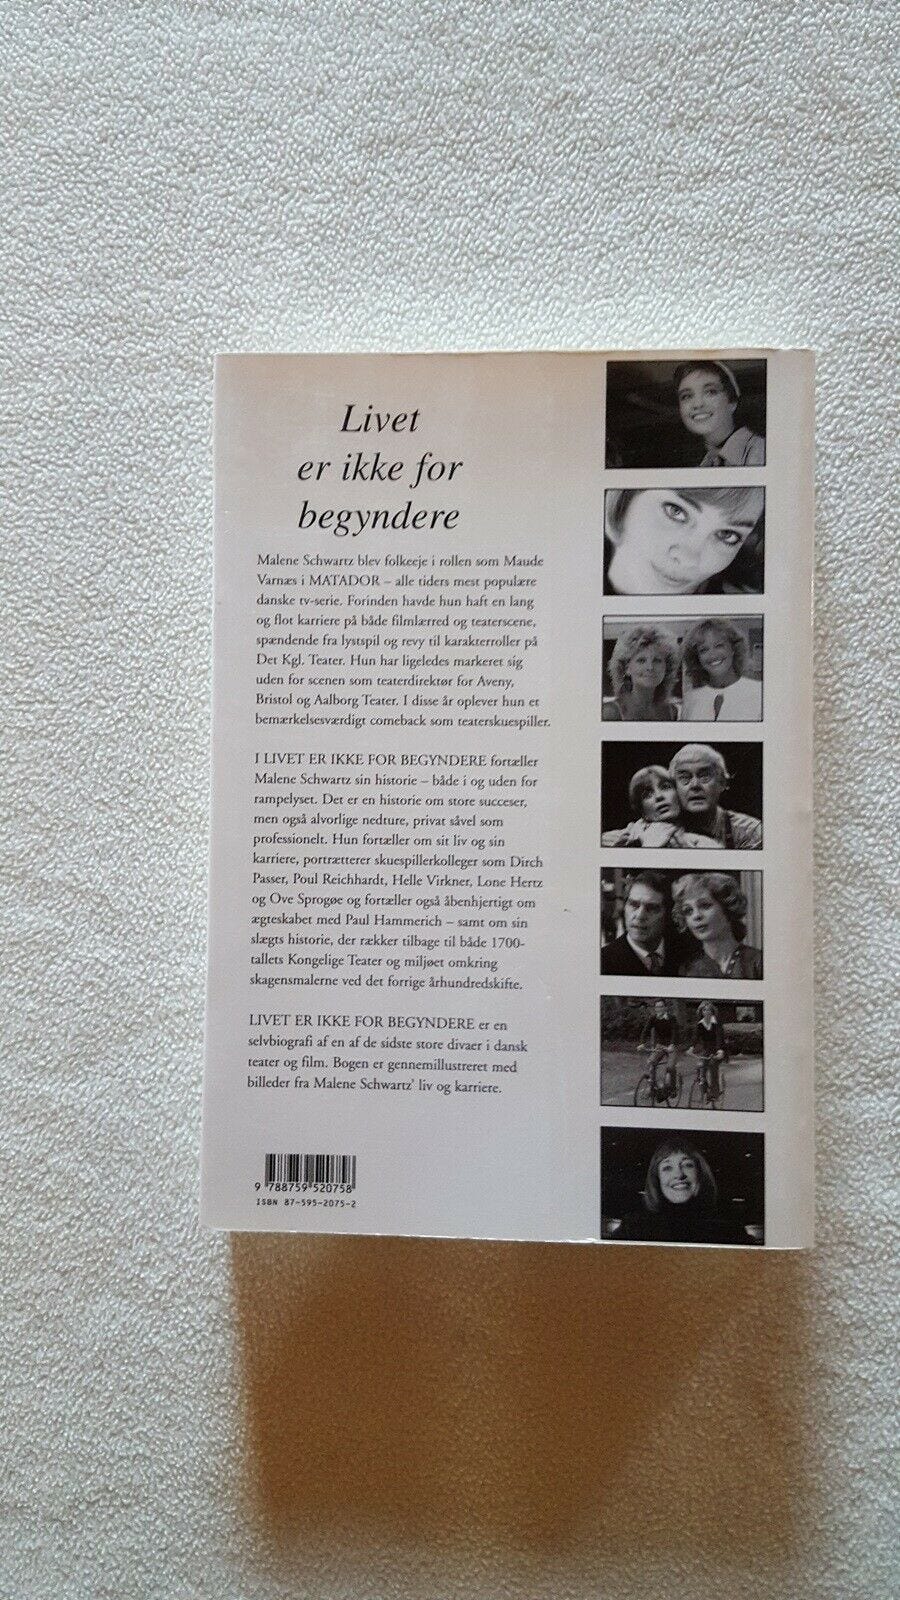 Livet
er ikke for
begyndere
Malene Schwartz blev folkeeje i rollen som Maude
Varnæs i MATADOR – alle tiders mest populære
danske tv-serie. Forinden havde hun haft en lang
og flot karriere på både filmlærred og teaterscene,
spændende fra lystspil og revy til karakterroller på
Det Kgl. Teater. Hun har ligeledes markeret sig
uden for scenen som teaterdirektør for Aveny,
Bristol og Aalborg Teater. I disse år oplever hun et
bemærkelsesværdigt comeback som teaterskuespiller.
I LIVET ER IKKE FOR BEGYNDERE fortæller
Malene Schwartz sin historie – både i og uden for
rampelyset. Det er en historie om store succeser,
men også alvorlige nedture, privat såvel som
professionelt. Hun fortæller om sit liv og sin
karriere, portrætterer skuespillerkolleger som Dirch
Passer, Poul Reichhardt, Helle Virkner, Lone Hertz
og Ove Sprogøe og fortæller også åbenhjertigt om
ægteskabet med Paul Hammerich – samt om sin
slægts historie, der rækker tilbage til både 1700-
tallets Kongelige Teater og miljøet omkring
skagensmalerne ved det forrige århundredskifte.
LIVET ER IKKE FOR BEGYNDERE er en
selvbiografi af en af de sidste store divaer i dansk
teater og film. Bogen er gennemillustreret med
billeder fra Malene Schwartz' liv og karriere.
9 788759 520758
ISBN 87-595-2075-2